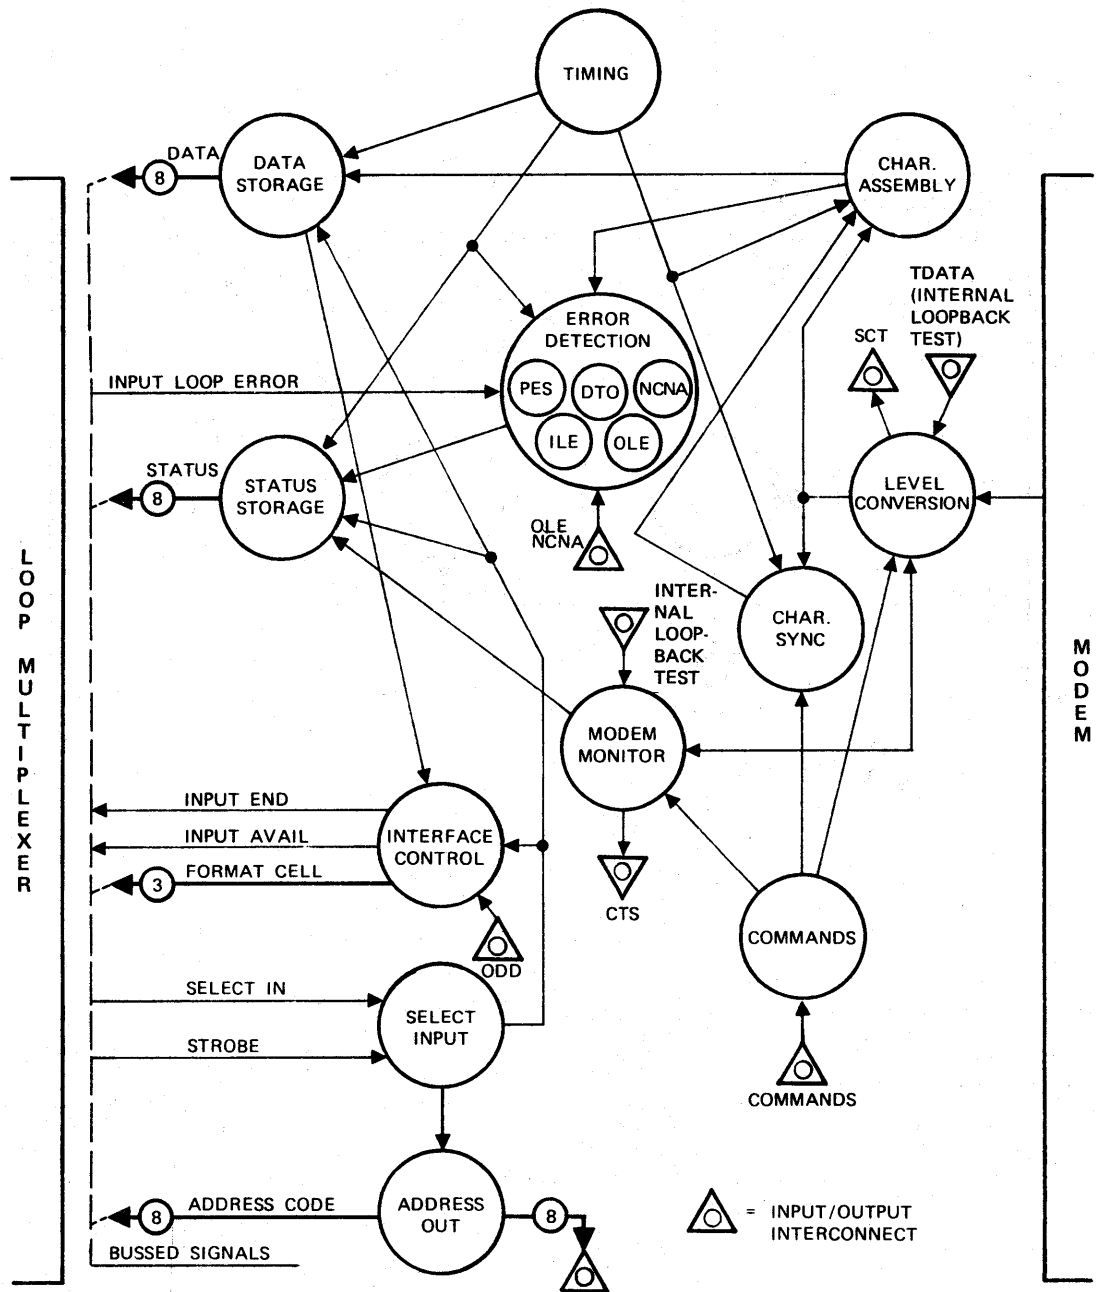 TIMING
DATA
8
DATA
STORAGE
CHAR.
ASSEMBLY
TDATA
(INTERNAL
LOOPBACK
TEST)
SCT
ERROR
DETECTION
PES
DTO
NCNA
ILE
OLE
INPUT LOOP ERROR
STATUS
8
STATUS
STORAGE
LEVEL
CONVERSION
OLE
NCNA
INTER-
NAL
LOOP-
BACK
TEST
CHAR.
SYNC
LOOP MULTIPLEXER
MODEM
MODEM
MONITOR
INPUT END
INPUT AVAIL
3
FORMAT CELL
INTERFACE
CONTROL
CTS
ODD
COMMANDS
SELECT IN
STROBE
SELECT
INPUT
COMMANDS
8
ADDRESS CODE
ADDRESS
OUT
8
= INPUT/OUTPUT
INTERCONNECT
BUSSED SIGNALS